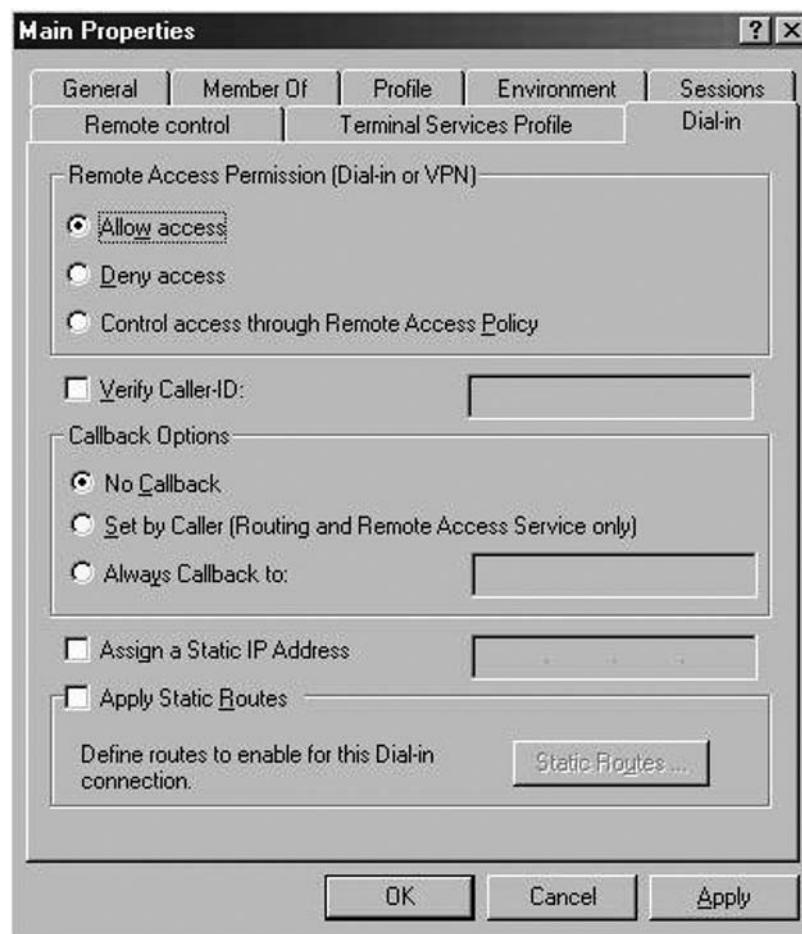 Main Properties
General Member Of Profile Environment Sessions
Remote control Terminal Services Profile Dial-in
Remote Access Permission (Dial-in or VPN)
Allow access
Deny access
Control access through Remote Access Policy
Verify Caller-ID:
Callback Options
No Callback
Set by Caller (Routing and Remote Access Service only)
Always Callback to:
Assign a Static IP Address
Apply Static Routes
Define routes to enable for this Dial-in
connection.
Static Routes ...
OK Cancel Apply